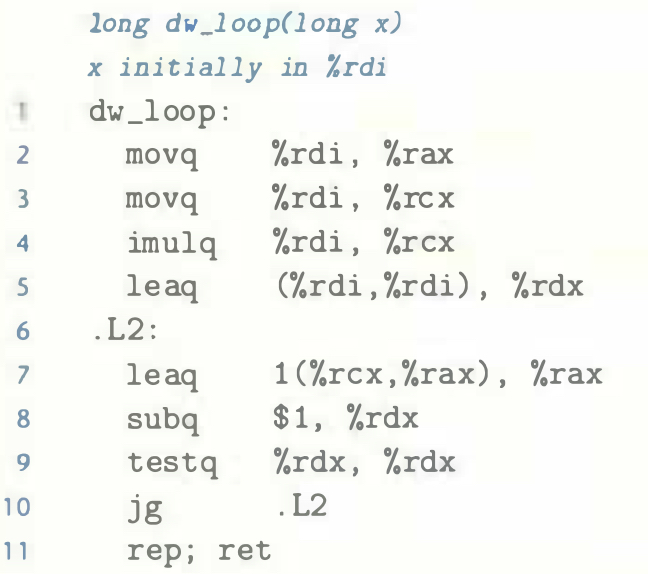 long dw_loop(long x)
x initially in %rdi
1 dw_loop:
2 movq %rdi, %rax
3 movq %rdi, %rcx
4 imulq %rdi, %rcx
5 leaq (%rdi,%rdi), %rdx
6 .L2:
7 leaq 1(%rcx,%rax), %rax
8 subq $1, %rdx
9 testq %rdx, %rdx
10 jg .L2
11 rep; ret